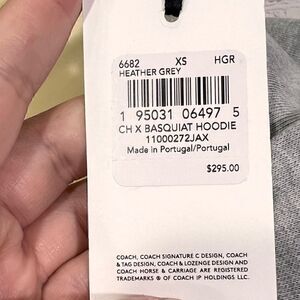 6682 XS HGR
HEATHER GREY
1 95031 06497 5
CH X BASQUIAT HOODIE
11000272JAX
Made in Portugal/Portugal
$295.00
COACH, COACH SIGNATURE C DESIGN, COACH
& TAG DESIGN, COACH & LOZENGE DESIGN AND
COACH HORSE & CARRIAGE ARE REGISTERED
TRADEMARKS ® OF COACH IP HOLDINGS LLC.